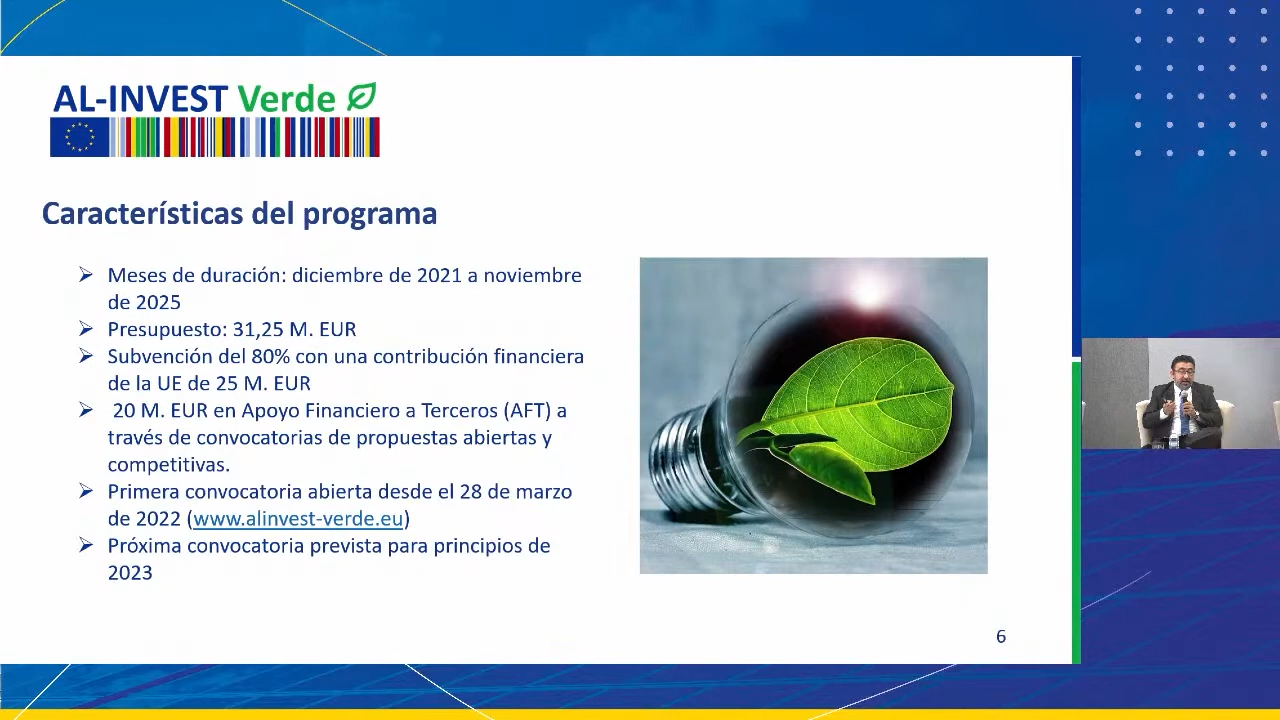 AL-INVEST Verde
Características del programa
➢ Meses de duración: diciembre de 2021 a noviembre
de 2025
➢ Presupuesto: 31,25 M. EUR
➢ Subvención del 80% con una contribución financiera
de la UE de 25 M. EUR
➢ 20 M. EUR en Apoyo Financiero a Terceros (AFT) a
través de convocatorias de propuestas abiertas y
competitivas.
➢ Primera convocatoria abierta desde el 28 de marzo
de 2022 (www.alinvest-verde.eu)
➢ Próxima convocatoria prevista para principios de
2023
6